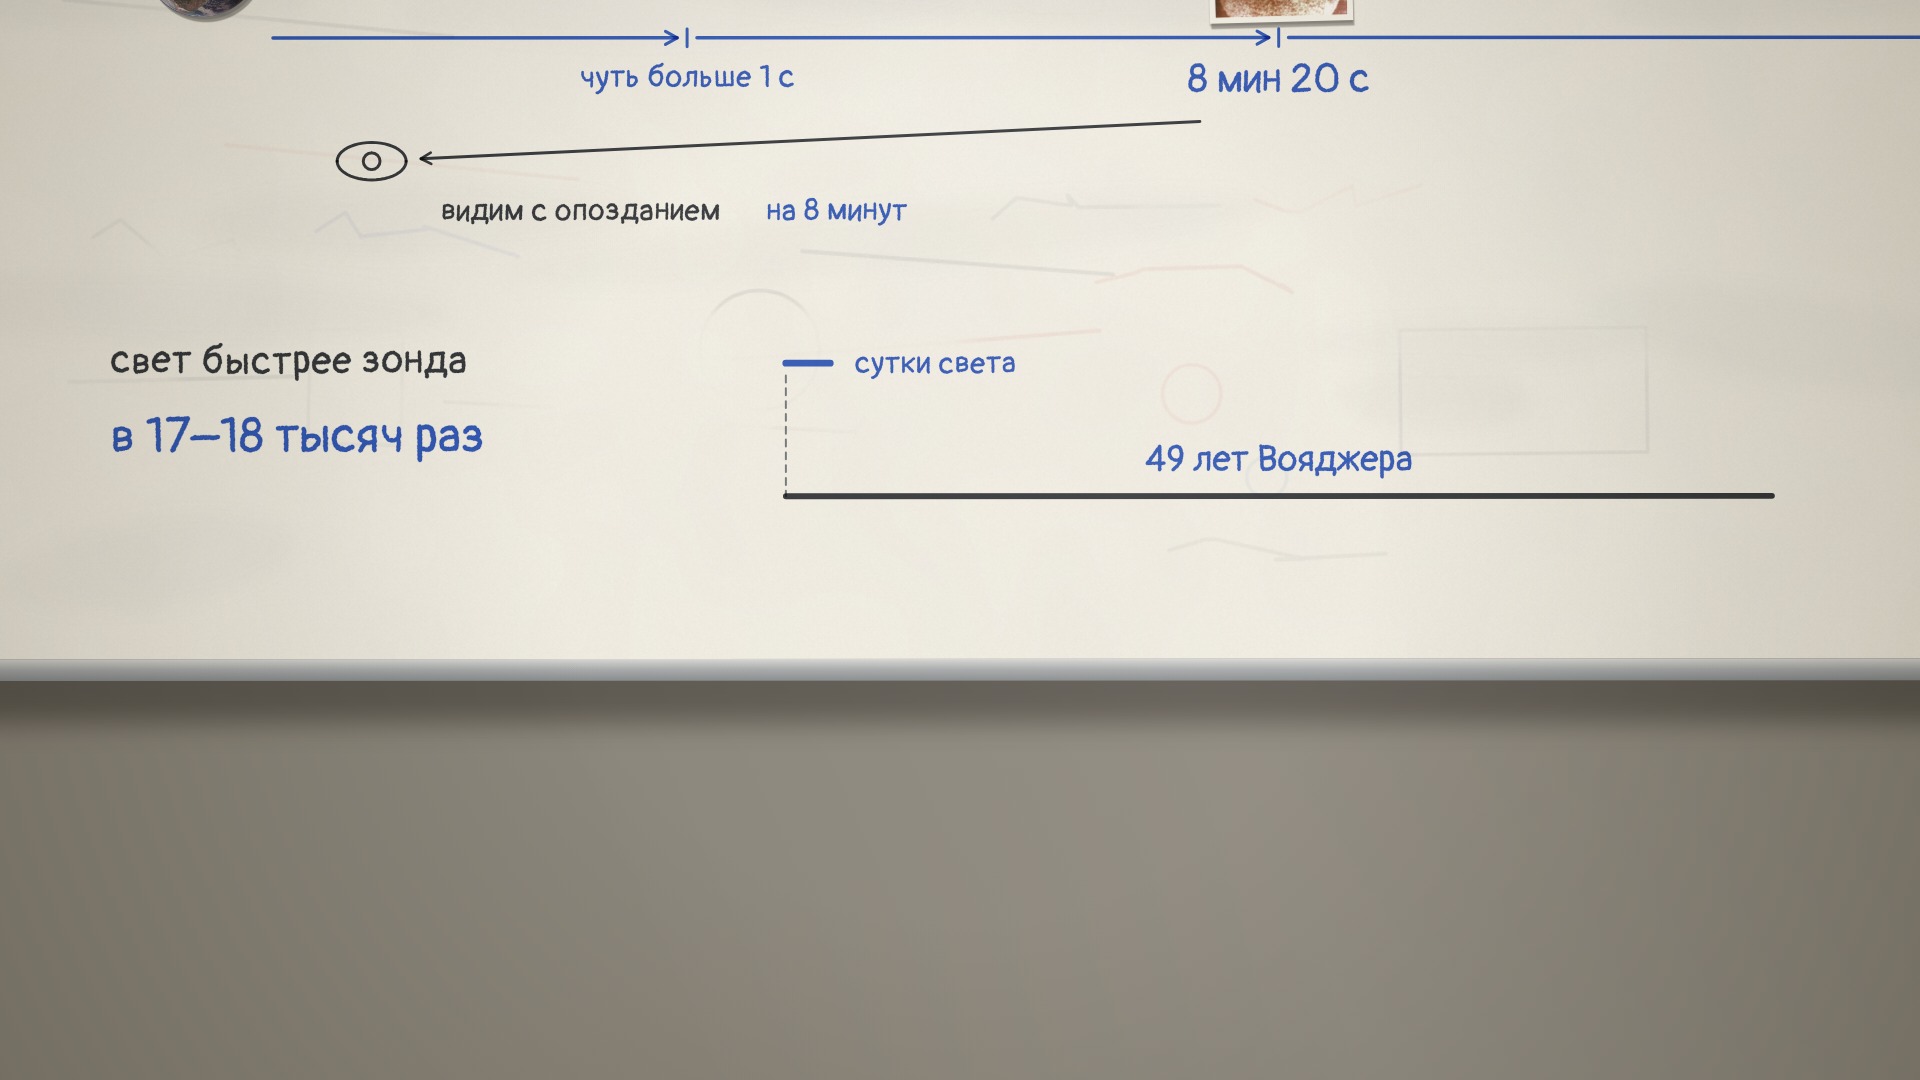 чуть больше 1 с
8 мин 20 с
видим с опозданием на 8 минут
свет быстрее зонда
в 17–18 тысяч раз
сутки света
49 лет Вояджера